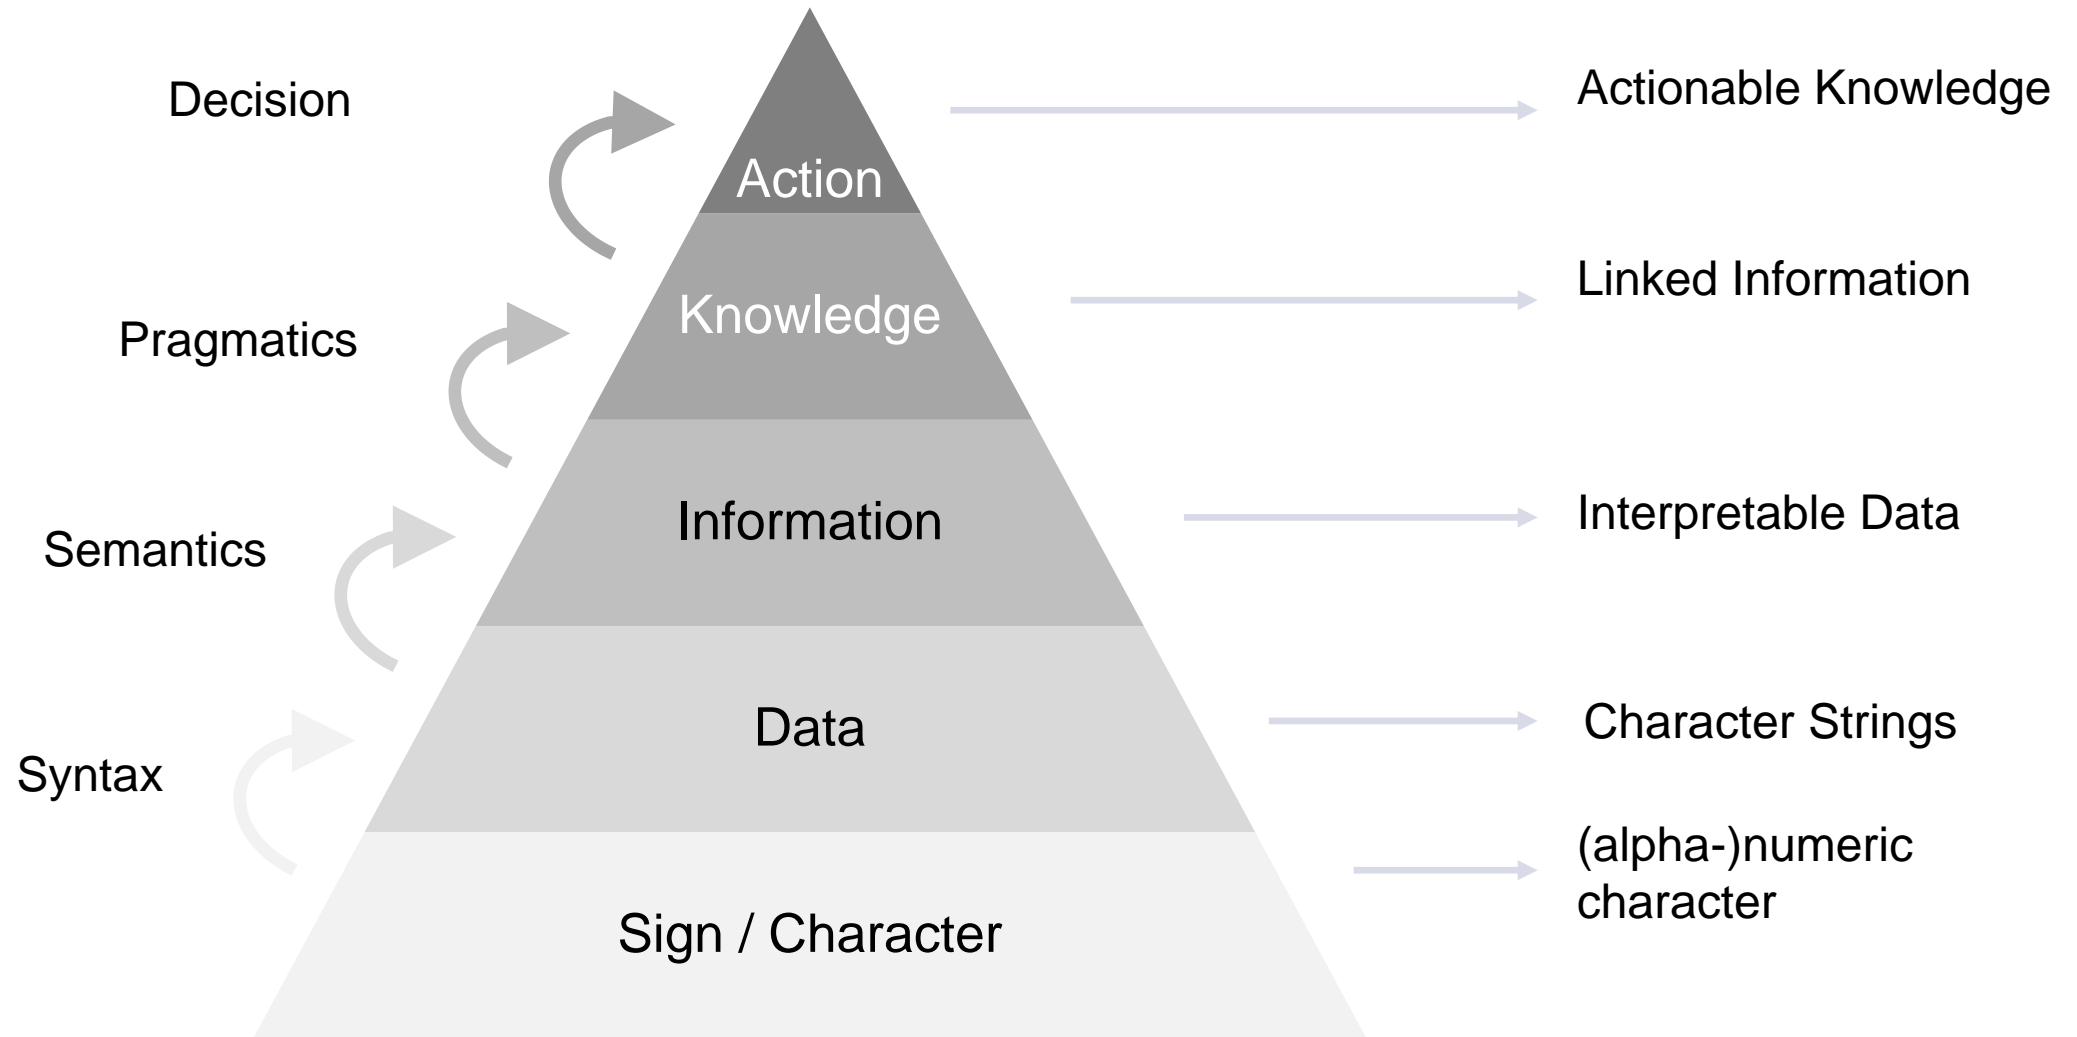 Decision
Actionable Knowledge
Action
Linked Information
Knowledge
Pragmatics
Interpretable Data
Information
Semantics
Character Strings
Data
Syntax
(alpha-)numeric
character
Sign / Character